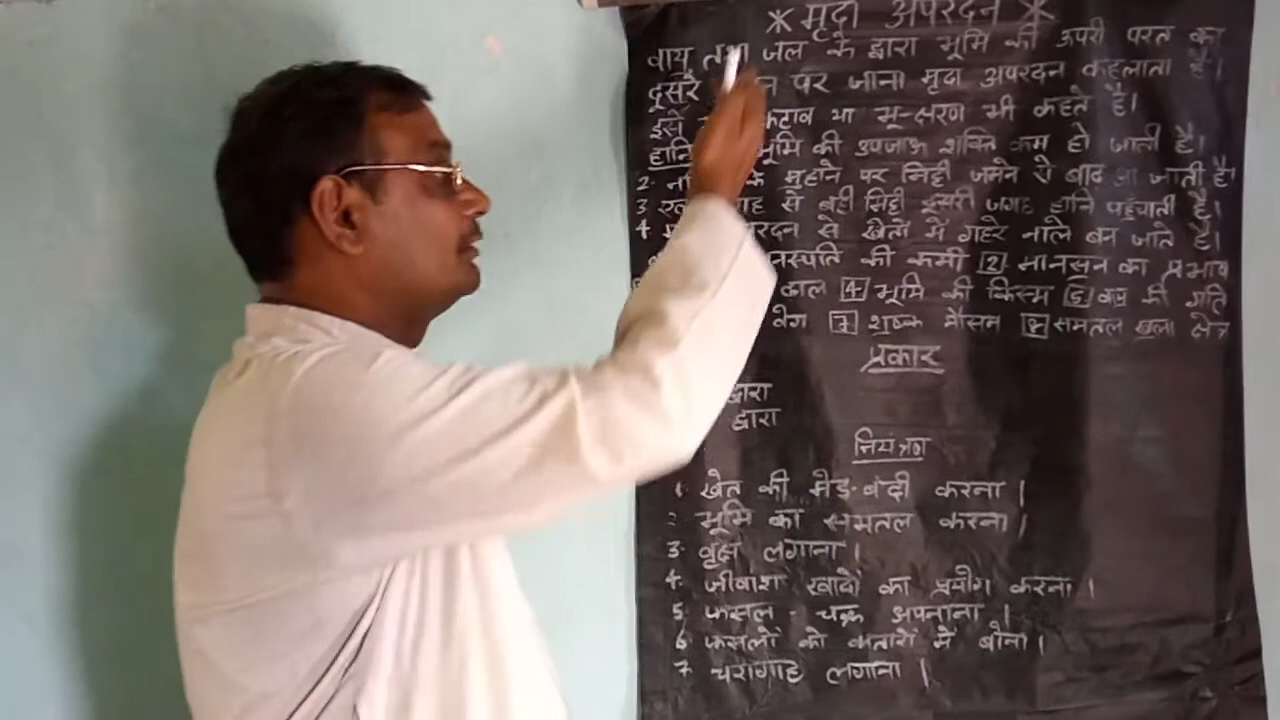 * मृदा अपरदन *
वायु तथा जल के द्वारा भूमि की ऊपरी परत का
दूसरे पर जाना मृदा अपरदन कहलाता है।
इसे कटाव या भू-क्षरण भी कहते है।
हानि भूमि की उपजाऊ शक्ति कम हो जाती है।
2. के मुहाने पर मिट्टी जमने से बाढ आ जाती है
3 से बही मिट्टी दूसरी जगह हानि पहुंचाती है।
4 से खेतों में गहरे नाले बन जाते है।
की कमी 2 मानसून का प्रभाव
ढाल 4 भूमि की किस्म 5 की गति
वेग 7 शुष्क मौसम 8 समतल खुला क्षेत्र
प्रकार
द्वारा
द्वारा
नियंत्रण
1. खेत की मेड-बंदी करना।
2 भूमि का समतल करना।
3. वृक्ष लगाना।
4. जीवाश खादों का प्रयोग करना।
5. फसल - चक्र अपनाना।
6 फसलों को कतारों में बोना।
7 चरागाह लगाना।